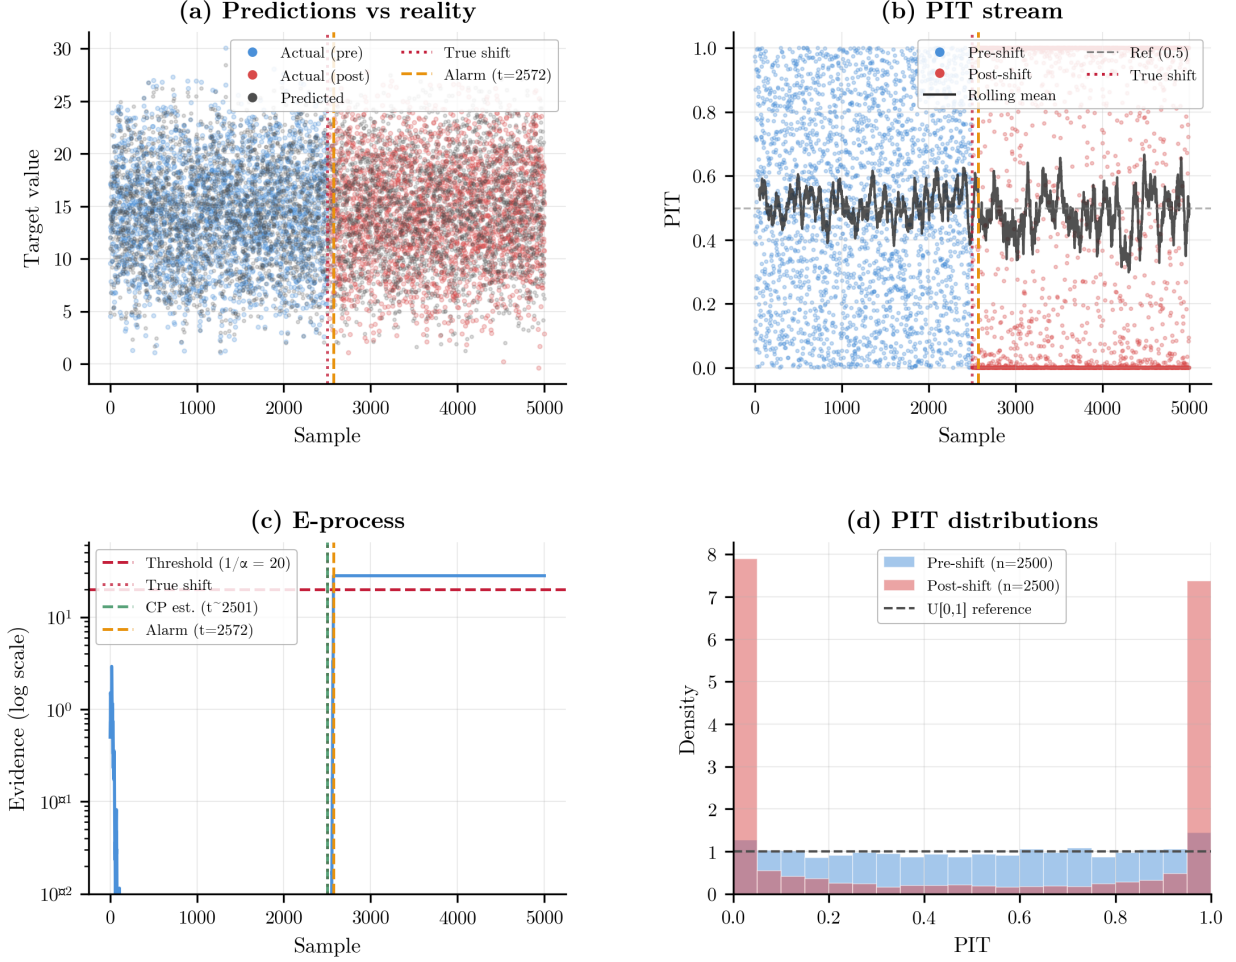 (a) Predictions vs reality
Actual (pre)
Actual (post)
Predicted
True shift
Alarm (t=2572)
Target value
30
25
20
15
10
5
0
0 1000 2000 3000 4000 5000
Sample
(b) PIT stream
Pre-shift
Post-shift
Rolling mean
Ref (0.5)
True shift
PIT
1.0
0.8
0.6
0.4
0.2
0.0
0 1000 2000 3000 4000 5000
Sample
(c) E-process
Threshold (1/α = 20)
True shift
CP est. (t~2501)
Alarm (t=2572)
Evidence (log scale)
10¹
10⁰
10¤¹
10¤²
0 1000 2000 3000 4000 5000
Sample
(d) PIT distributions
Pre-shift (n=2500)
Post-shift (n=2500)
U[0,1] reference
Density
8
7
6
5
4
3
2
1
0
0.0 0.2 0.4 0.6 0.8 1.0
PIT